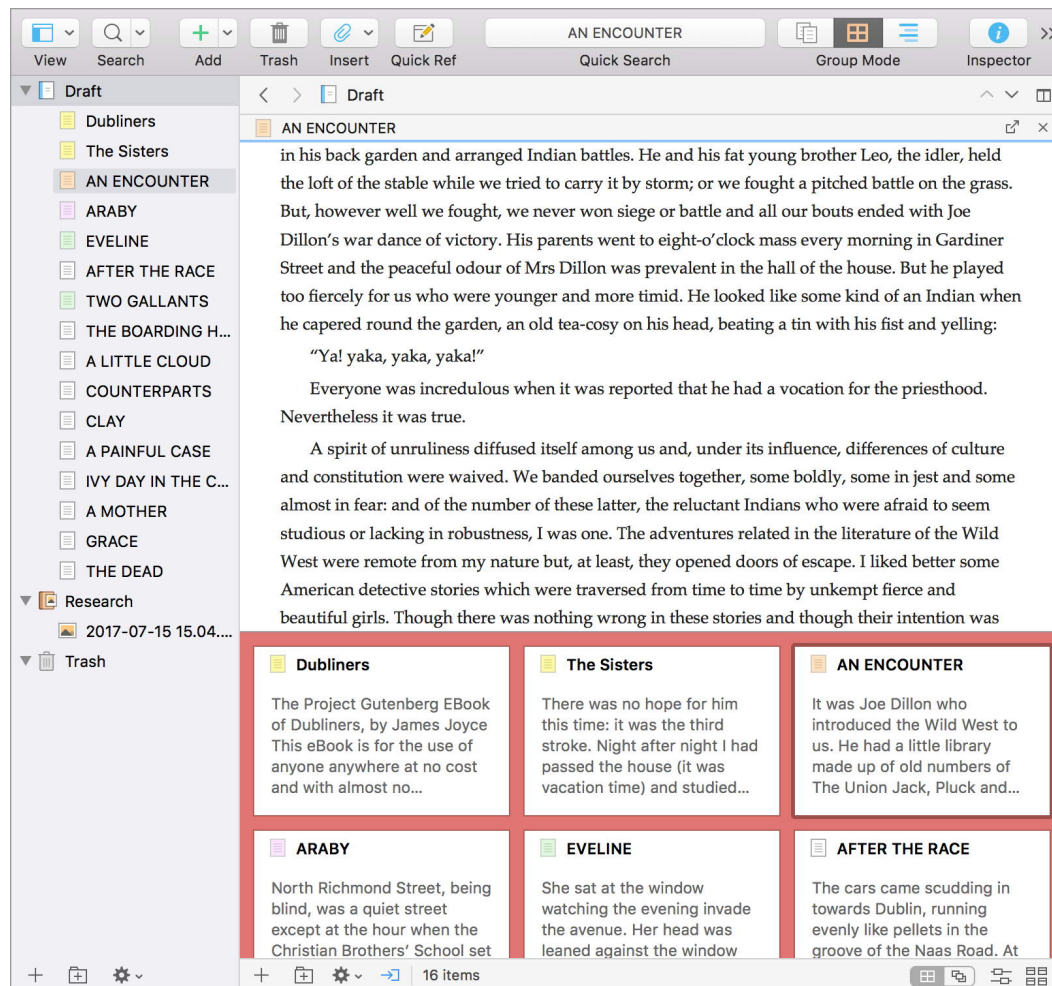 AN ENCOUNTER
View Search Add Trash Insert Quick Ref Quick Search Group Mode Inspector
Draft
Dubliners
The Sisters
AN ENCOUNTER
ARABY
EVELINE
AFTER THE RACE
TWO GALLANTS
THE BOARDING H...
A LITTLE CLOUD
COUNTERPARTS
CLAY
A PAINFUL CASE
IVY DAY IN THE C...
A MOTHER
GRACE
THE DEAD
Research
2017-07-15 15.04....
Trash
Draft
AN ENCOUNTER
in his back garden and arranged Indian battles. He and his fat young brother Leo, the idler, held
the loft of the stable while we tried to carry it by storm; or we fought a pitched battle on the grass.
But, however well we fought, we never won siege or battle and all our bouts ended with Joe
Dillon’s war dance of victory. His parents went to eight-o’clock mass every morning in Gardiner
Street and the peaceful odour of Mrs Dillon was prevalent in the hall of the house. But he played
too fiercely for us who were younger and more timid. He looked like some kind of an Indian when
he capered round the garden, an old tea-cosy on his head, beating a tin with his fist and yelling:
“Ya! yaka, yaka, yaka!”
Everyone was incredulous when it was reported that he had a vocation for the priesthood.
Nevertheless it was true.
A spirit of unruliness diffused itself among us and, under its influence, differences of culture
and constitution were waived. We banded ourselves together, some boldly, some in jest and some
almost in fear: and of the number of these latter, the reluctant Indians who were afraid to seem
studious or lacking in robustness, I was one. The adventures related in the literature of the Wild
West were remote from my nature but, at least, they opened doors of escape. I liked better some
American detective stories which were traversed from time to time by unkempt fierce and
beautiful girls. Though there was nothing wrong in these stories and though their intention was
Dubliners
The Project Gutenberg EBook
of Dubliners, by James Joyce
This eBook is for the use of
anyone anywhere at no cost
and with almost no...
The Sisters
There was no hope for him
this time: it was the third
stroke. Night after night I had
passed the house (it was
vacation time) and studied...
AN ENCOUNTER
It was Joe Dillon who
introduced the Wild West to
us. He had a little library
made up of old numbers of
The Union Jack, Pluck and...
ARABY
North Richmond Street, being
blind, was a quiet street
except at the hour when the
Christian Brothers’ School set
EVELINE
She sat at the window
watching the evening invade
the avenue. Her head was
leaned against the window
AFTER THE RACE
The cars came scudding in
towards Dublin, running
evenly like pellets in the
groove of the Naas Road. At
16 items